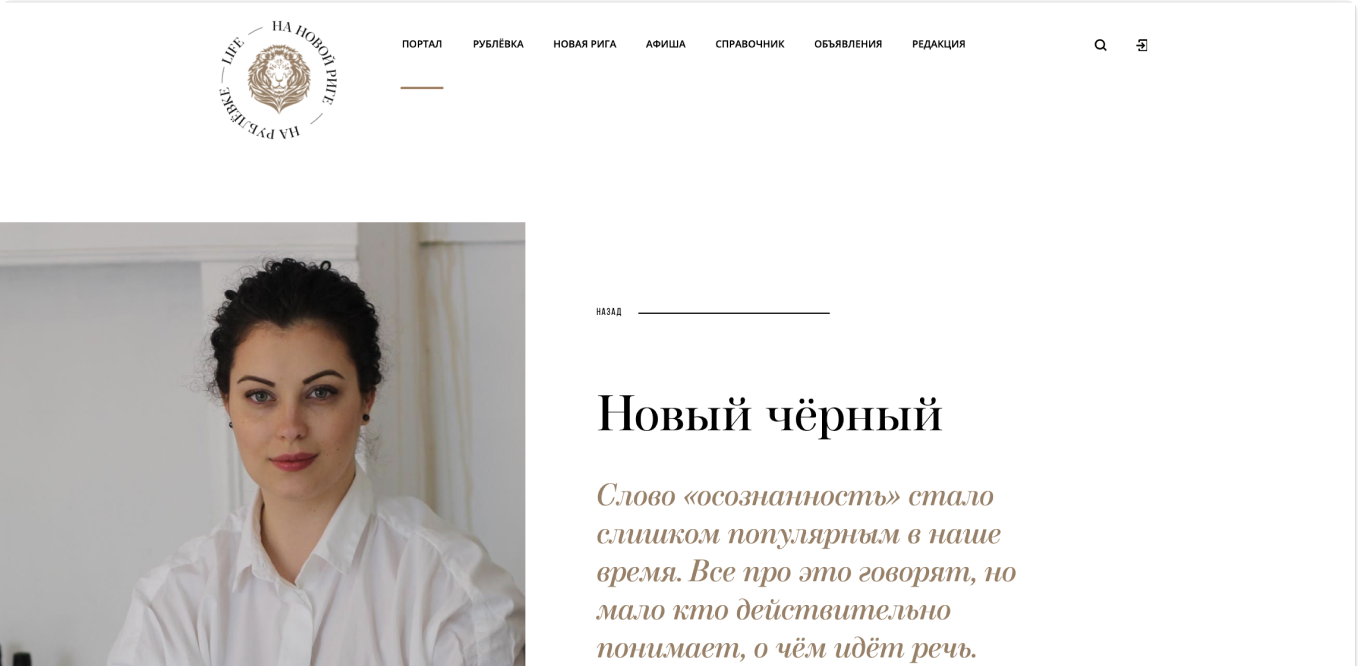 LIFE — НА НОВОЙ РИГЕ — НА РУБЛЁВКЕ —
ПОРТАЛ РУБЛЁВКА НОВАЯ РИГА АФИША СПРАВОЧНИК ОБЪЯВЛЕНИЯ РЕДАКЦИЯ
НАЗАД
Новый чёрный
Слово «осознанность» стало
слишком популярным в наше
время. Все про это говорят, но
мало кто действительно
понимает, о чём идёт речь.